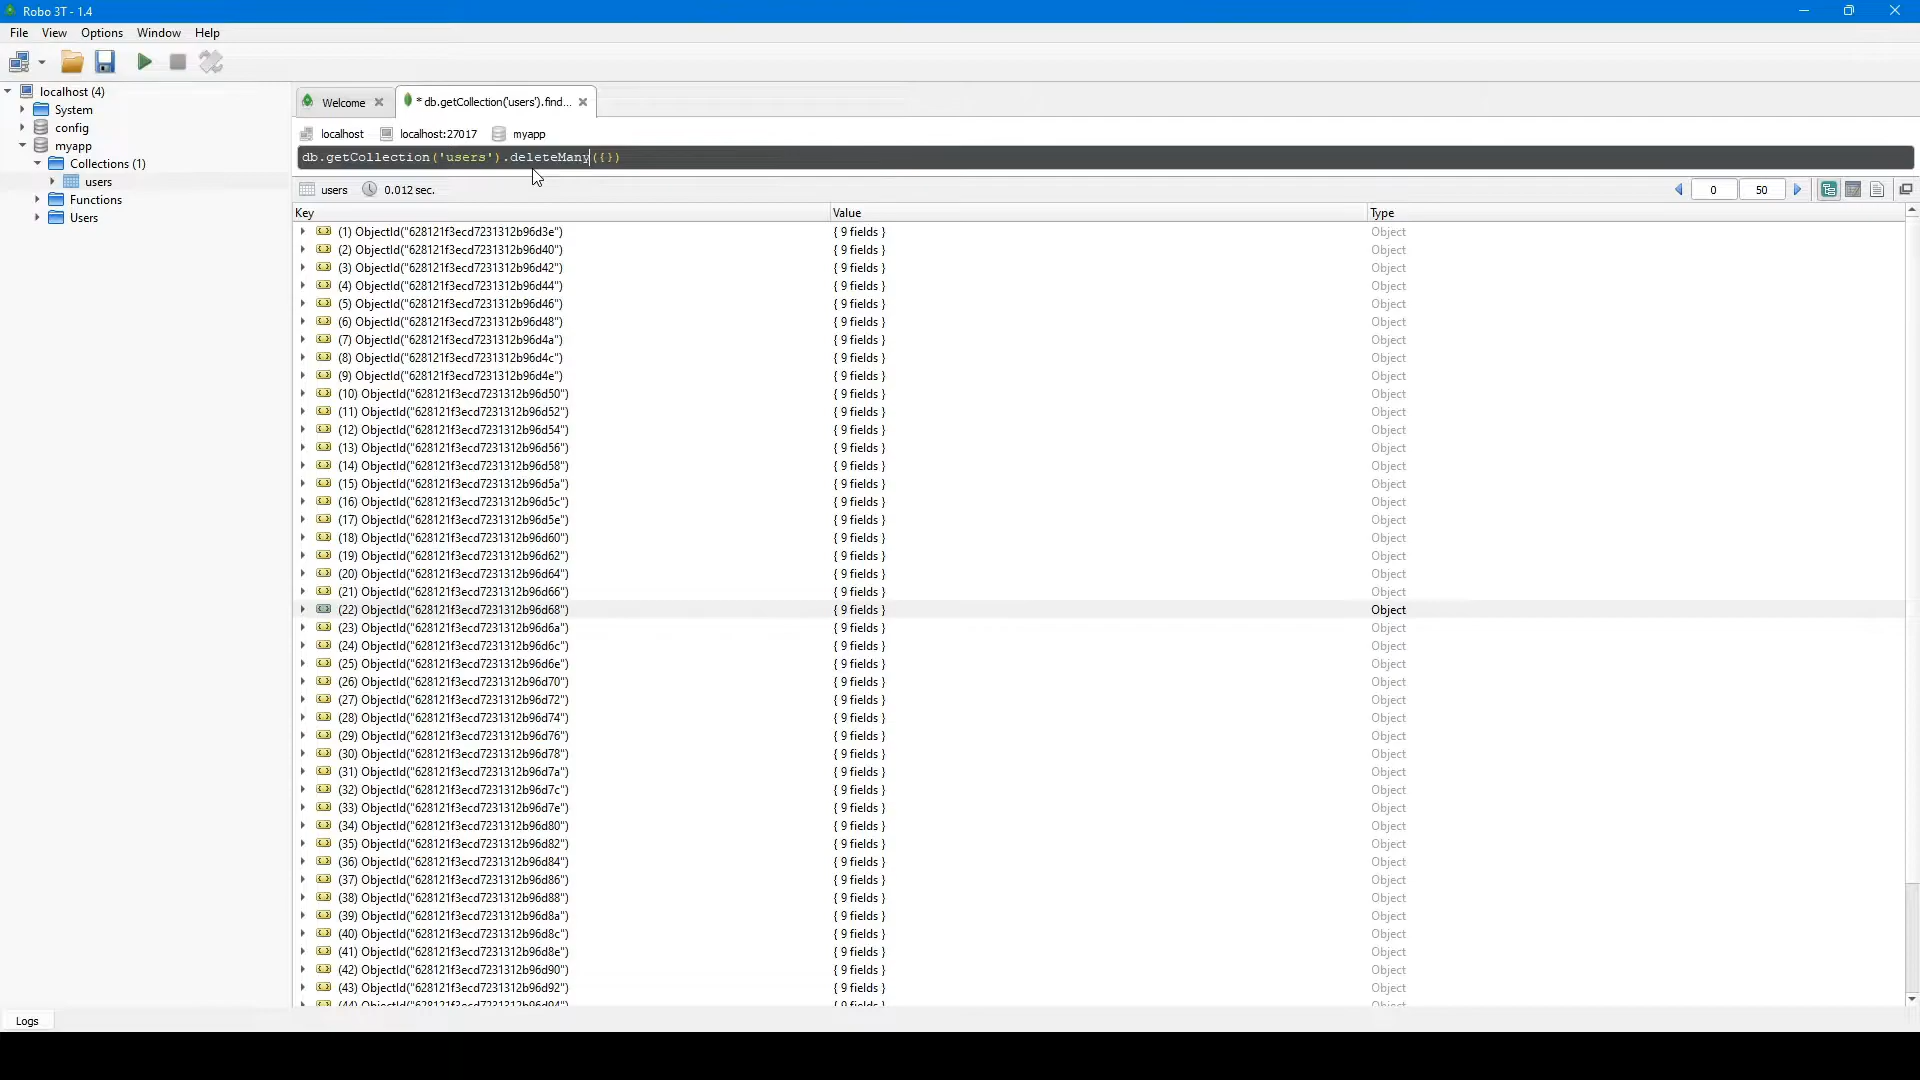 Robo 3T - 1.4
File View Options Window Help
localhost (4)
System
config
myapp
Collections (1)
users
Functions
Users
Welcome
* db.getCollection('users').find...
localhost localhost:27017 myapp
db.getCollection('users').deleteMany({})
users 0.012 sec. 0 50
Key Value Type
(1) ObjectId("628121f3ecd7231312b96d3e") { 9 fields } Object
(2) ObjectId("628121f3ecd7231312b96d40") { 9 fields } Object
(3) ObjectId("628121f3ecd7231312b96d42") { 9 fields } Object
(4) ObjectId("628121f3ecd7231312b96d44") { 9 fields } Object
(5) ObjectId("628121f3ecd7231312b96d46") { 9 fields } Object
(6) ObjectId("628121f3ecd7231312b96d48") { 9 fields } Object
(7) ObjectId("628121f3ecd7231312b96d4a") { 9 fields } Object
(8) ObjectId("628121f3ecd7231312b96d4c") { 9 fields } Object
(9) ObjectId("628121f3ecd7231312b96d4e") { 9 fields } Object
(10) ObjectId("628121f3ecd7231312b96d50") { 9 fields } Object
(11) ObjectId("628121f3ecd7231312b96d52") { 9 fields } Object
(12) ObjectId("628121f3ecd7231312b96d54") { 9 fields } Object
(13) ObjectId("628121f3ecd7231312b96d56") { 9 fields } Object
(14) ObjectId("628121f3ecd7231312b96d58") { 9 fields } Object
(15) ObjectId("628121f3ecd7231312b96d5a") { 9 fields } Object
(16) ObjectId("628121f3ecd7231312b96d5c") { 9 fields } Object
(17) ObjectId("628121f3ecd7231312b96d5e") { 9 fields } Object
(18) ObjectId("628121f3ecd7231312b96d60") { 9 fields } Object
(19) ObjectId("628121f3ecd7231312b96d62") { 9 fields } Object
(20) ObjectId("628121f3ecd7231312b96d64") { 9 fields } Object
(21) ObjectId("628121f3ecd7231312b96d66") { 9 fields } Object
(22) ObjectId("628121f3ecd7231312b96d68") { 9 fields } Object
(23) ObjectId("628121f3ecd7231312b96d6a") { 9 fields } Object
(24) ObjectId("628121f3ecd7231312b96d6c") { 9 fields } Object
(25) ObjectId("628121f3ecd7231312b96d6e") { 9 fields } Object
(26) ObjectId("628121f3ecd7231312b96d70") { 9 fields } Object
(27) ObjectId("628121f3ecd7231312b96d72") { 9 fields } Object
(28) ObjectId("628121f3ecd7231312b96d74") { 9 fields } Object
(29) ObjectId("628121f3ecd7231312b96d76") { 9 fields } Object
(30) ObjectId("628121f3ecd7231312b96d78") { 9 fields } Object
(31) ObjectId("628121f3ecd7231312b96d7a") { 9 fields } Object
(32) ObjectId("628121f3ecd7231312b96d7c") { 9 fields } Object
(33) ObjectId("628121f3ecd7231312b96d7e") { 9 fields } Object
(34) ObjectId("628121f3ecd7231312b96d80") { 9 fields } Object
(35) ObjectId("628121f3ecd7231312b96d82") { 9 fields } Object
(36) ObjectId("628121f3ecd7231312b96d84") { 9 fields } Object
(37) ObjectId("628121f3ecd7231312b96d86") { 9 fields } Object
(38) ObjectId("628121f3ecd7231312b96d88") { 9 fields } Object
(39) ObjectId("628121f3ecd7231312b96d8a") { 9 fields } Object
(40) ObjectId("628121f3ecd7231312b96d8c") { 9 fields } Object
(41) ObjectId("628121f3ecd7231312b96d8e") { 9 fields } Object
(42) ObjectId("628121f3ecd7231312b96d90") { 9 fields } Object
(43) ObjectId("628121f3ecd7231312b96d92") { 9 fields } Object
Logs